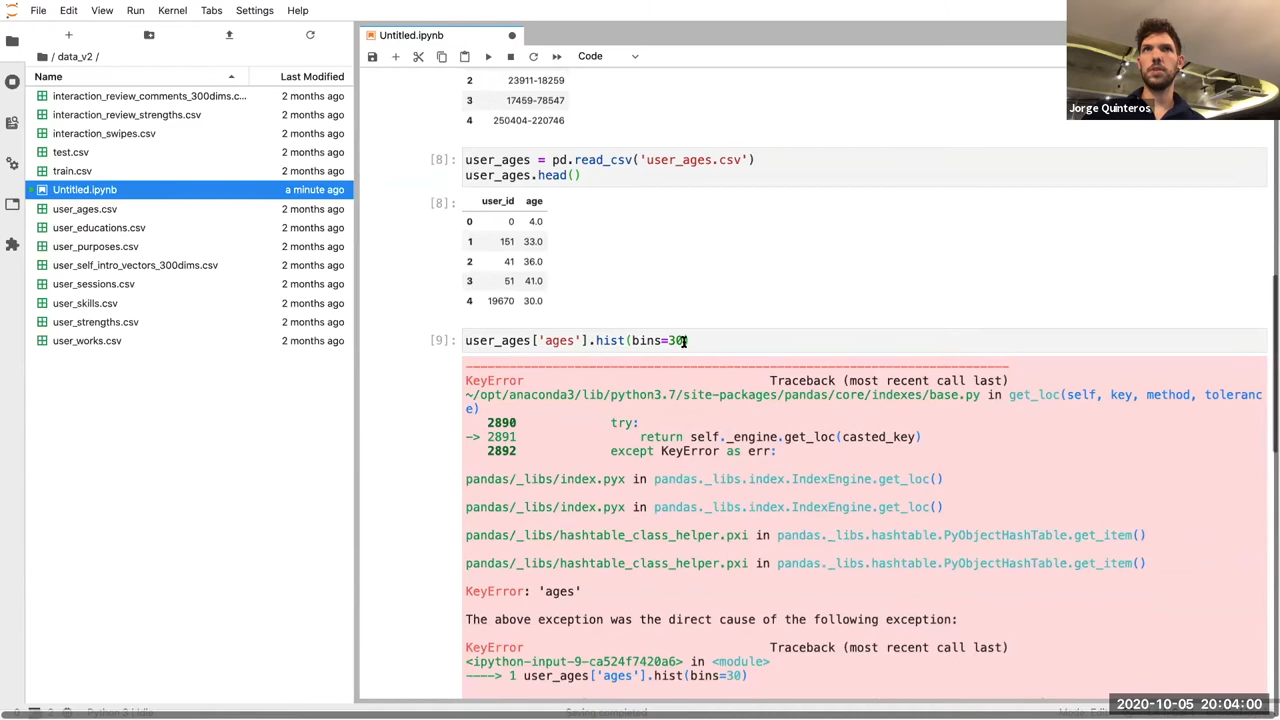 File Edit View Run Kernel Tabs Settings Help
/ data_v2 /
Name Last Modified
interaction_review_comments_300dims.c... 2 months ago
interaction_review_strengths.csv 2 months ago
interaction_swipes.csv 2 months ago
test.csv 2 months ago
train.csv 2 months ago
Untitled.ipynb a minute ago
user_ages.csv 2 months ago
user_educations.csv 2 months ago
user_purposes.csv 2 months ago
user_self_intro_vectors_300dims.csv 2 months ago
user_sessions.csv 2 months ago
user_skills.csv 2 months ago
user_strengths.csv 2 months ago
user_works.csv 2 months ago
Untitled.ipynb
Code
2 23911-18259
3 17459-78547
4 250404-220746
[8]: user_ages = pd.read_csv('user_ages.csv')
user_ages.head()
[8]: user_id age
0 0 4.0
1 151 33.0
2 41 36.0
3 51 41.0
4 19670 30.0
[9]: user_ages['ages'].hist(bins=30)
KeyError Traceback (most recent call last)
~/opt/anaconda3/lib/python3.7/site-packages/pandas/core/indexes/base.py in get_loc(self, key, method, toleranc
e)
2890 try:
-> 2891 return self._engine.get_loc(casted_key)
2892 except KeyError as err:
pandas/_libs/index.pyx in pandas._libs.index.IndexEngine.get_loc()
pandas/_libs/index.pyx in pandas._libs.index.IndexEngine.get_loc()
pandas/_libs/hashtable_class_helper.pxi in pandas._libs.hashtable.PyObjectHashTable.get_item()
pandas/_libs/hashtable_class_helper.pxi in pandas._libs.hashtable.PyObjectHashTable.get_item()
KeyError: 'ages'
The above exception was the direct cause of the following exception:
KeyError Traceback (most recent call last)
<ipython-input-9-ca524f7420a6> in <module>
----> 1 user_ages['ages'].hist(bins=30)
Jorge Quinteros
Python 3 | Idle
Saving completed
2020-10-05 20:04:00